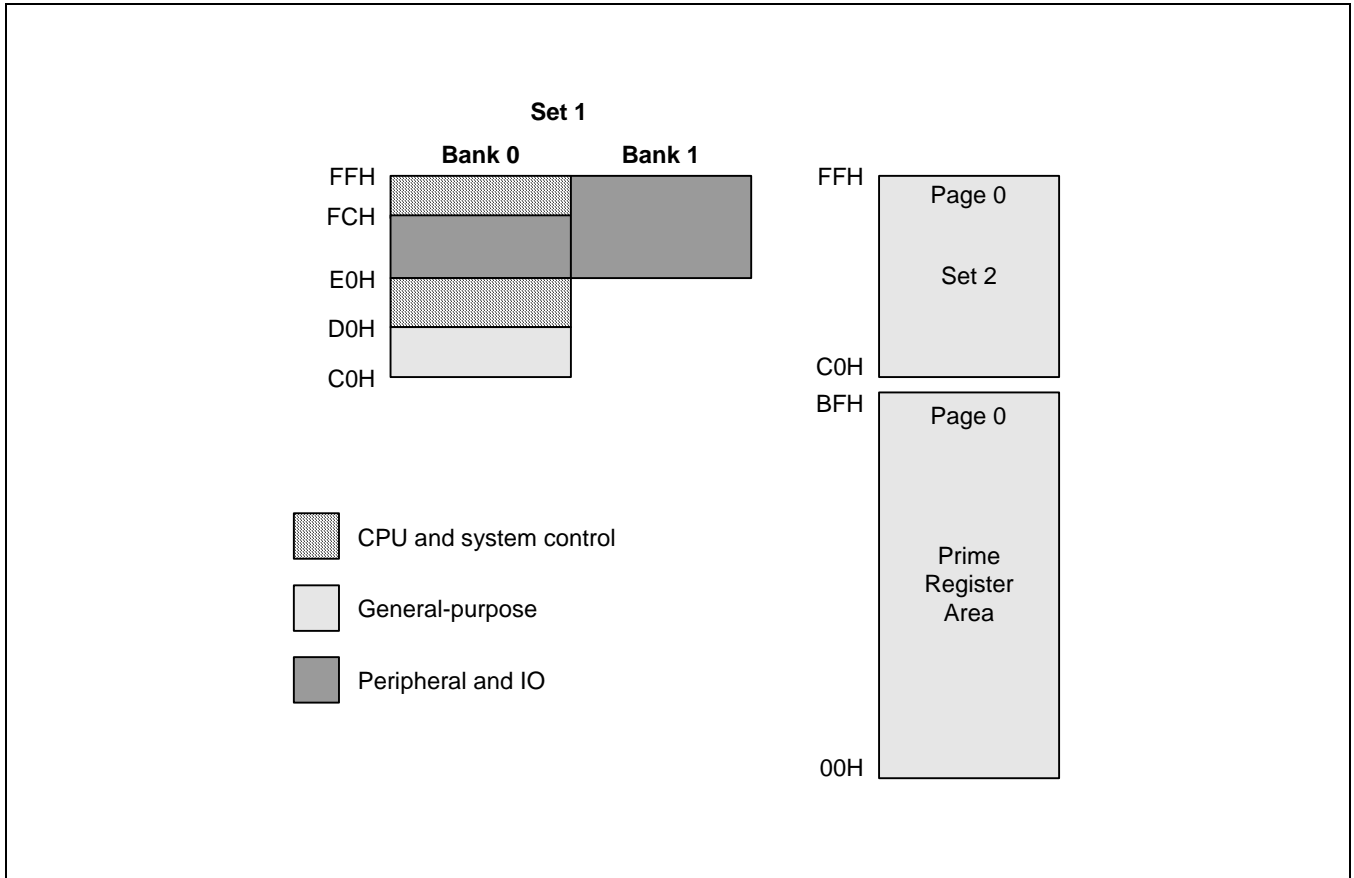 Set 1
Bank 0
Bank 1
FFH
FCH
E0H
D0H
C0H
FFH
Page 0
Set 2
C0H
BFH
Page 0
Prime
Register
Area
00H
CPU and system control
General-purpose
Peripheral and IO